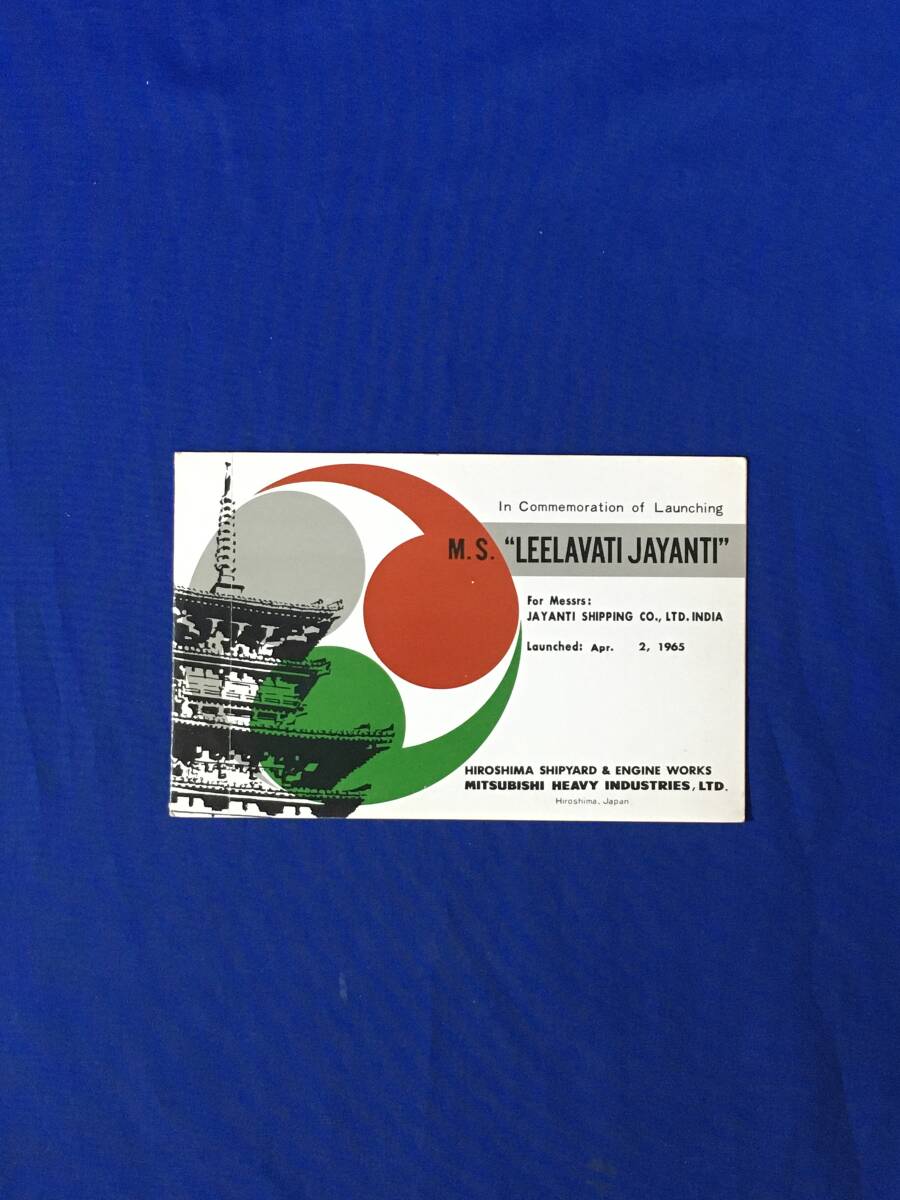 In Commemoration of Launching
M.S. “LEELAVATI JAYANTI”
For Messrs:
JAYANTI SHIPPING CO., LTD. INDIA
Launched: Apr. 2, 1965
HIROSHIMA SHIPYARD & ENGINE WORKS
MITSUBISHI HEAVY INDUSTRIES, LTD.
Hiroshima, Japan